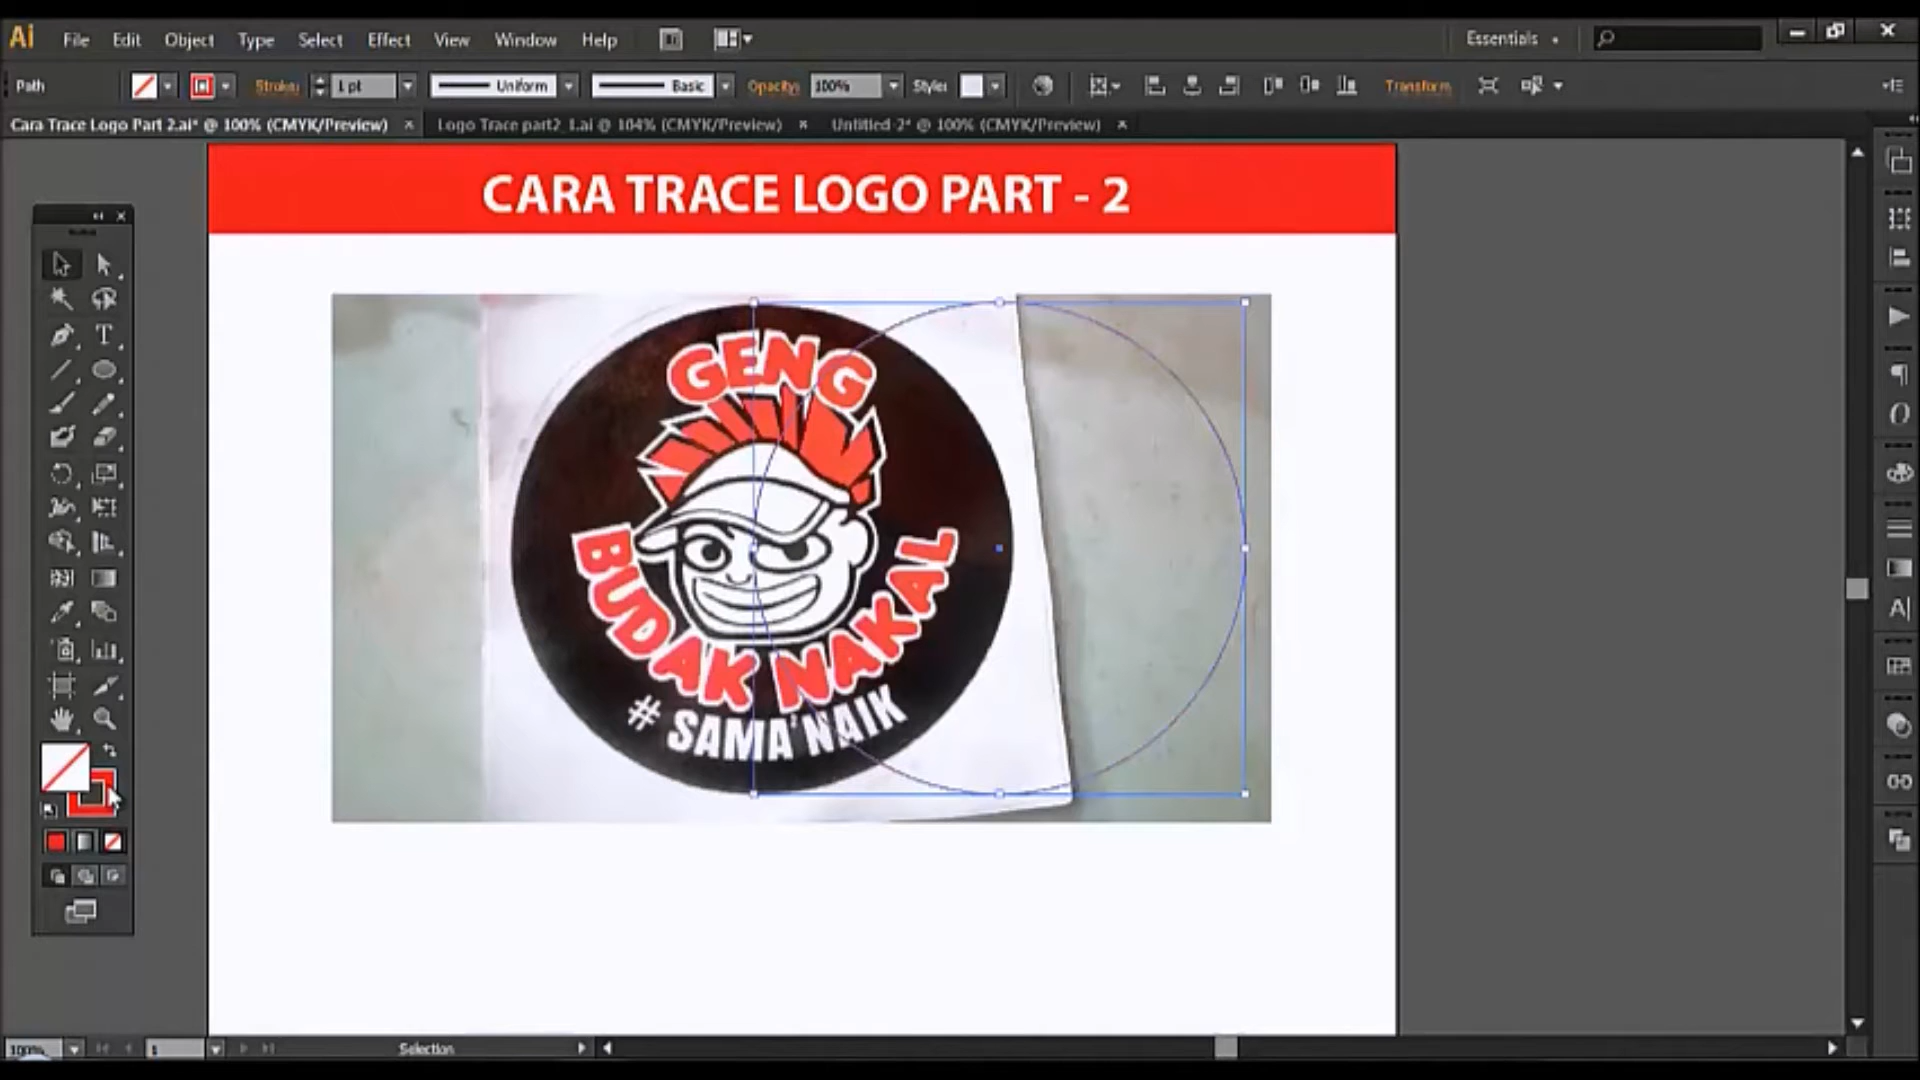 Ai File Edit Object Type Select Effect View Window Help Essentials
Path Stroke: 1 pt Uniform Basic Opacity: 100% Style: Transform
Cara Trace Logo Part 2.ai* @ 100% (CMYK/Preview) × Logo Trace part2_1.ai @ 104% (CMYK/Preview) × Untitled-2* @ 100% (CMYK/Preview) ×
CARA TRACE LOGO PART - 2
GENG
BUDAK NAKAL
# SAMA'NAIK
100% 1 Selection